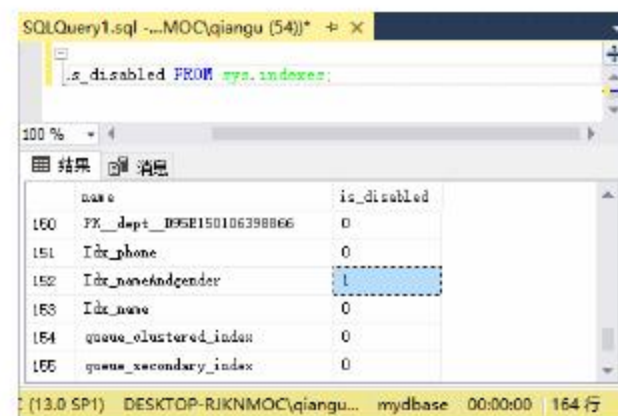 SQLQuery1.sql -...MOC\qiangu (54))*
.s_disabled FROM sys.indexes;
100 %
结果 消息
name is_disabled
150 PK__dept__D95E150106398866 0
151 Idx_phone 0
152 Idx_nameAndgender 1
153 Idx_name 0
154 queue_clustered_index 0
155 queue_secondary_index 0
(13.0 SP1) DESKTOP-RJKNMOC\qiangu... mydbase 00:00:00 164 行